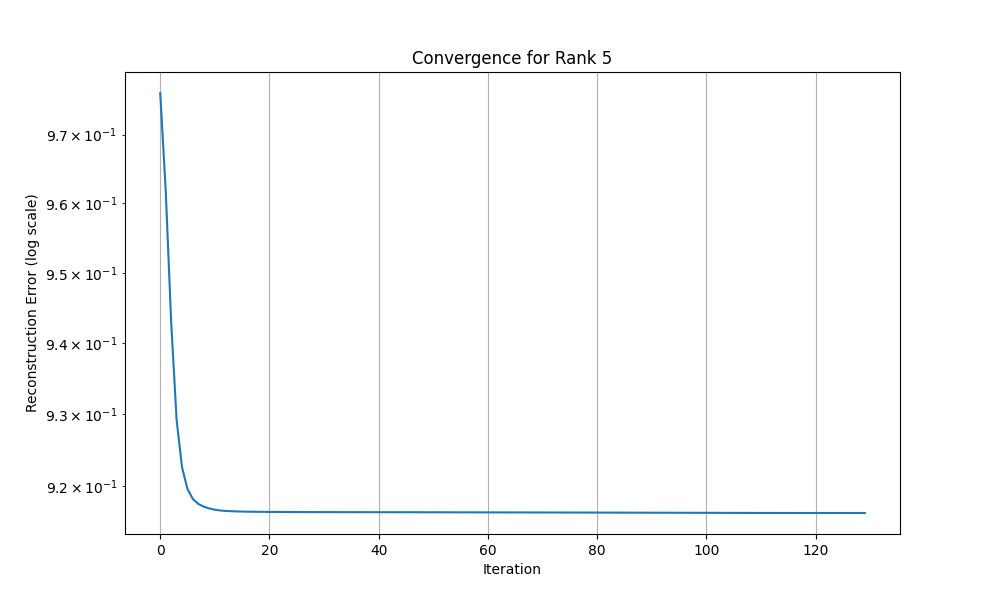 Convergence for Rank 5
Reconstruction Error (log scale)
9.7 × 10⁻¹
9.6 × 10⁻¹
9.5 × 10⁻¹
9.4 × 10⁻¹
9.3 × 10⁻¹
9.2 × 10⁻¹
0 20 40 60 80 100 120
Iteration